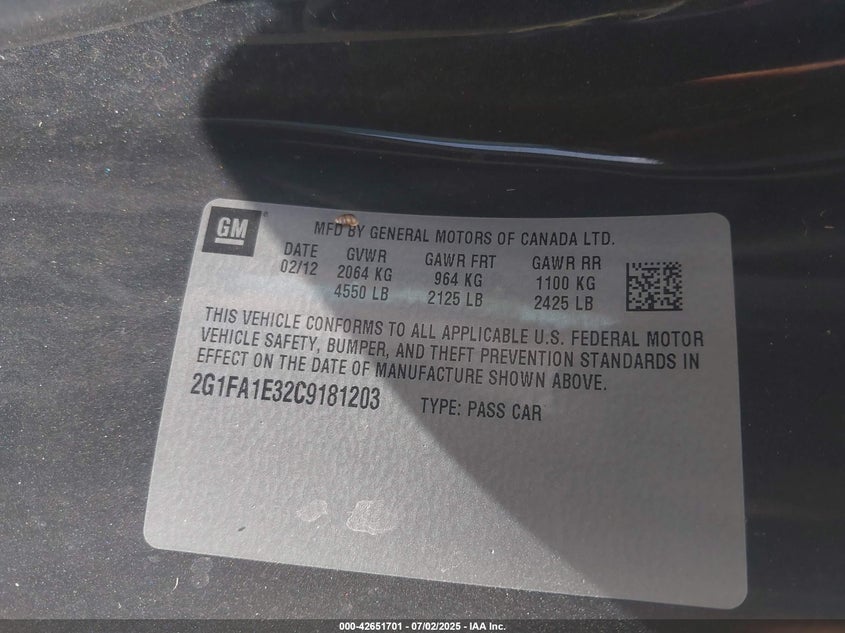 GM
MFD BY GENERAL MOTORS OF CANADA LTD.
DATE GVWR GAWR FRT GAWR RR
02/12 2064 KG 964 KG 1100 KG
4550 LB 2125 LB 2425 LB
THIS VEHICLE CONFORMS TO ALL APPLICABLE U.S. FEDERAL MOTOR
VEHICLE SAFETY, BUMPER, AND THEFT PREVENTION STANDARDS IN
EFFECT ON THE DATE OF MANUFACTURE SHOWN ABOVE.
2G1FA1E32C9181203 TYPE: PASS CAR
000-42651701 - 07/02/2025 - IAA Inc.